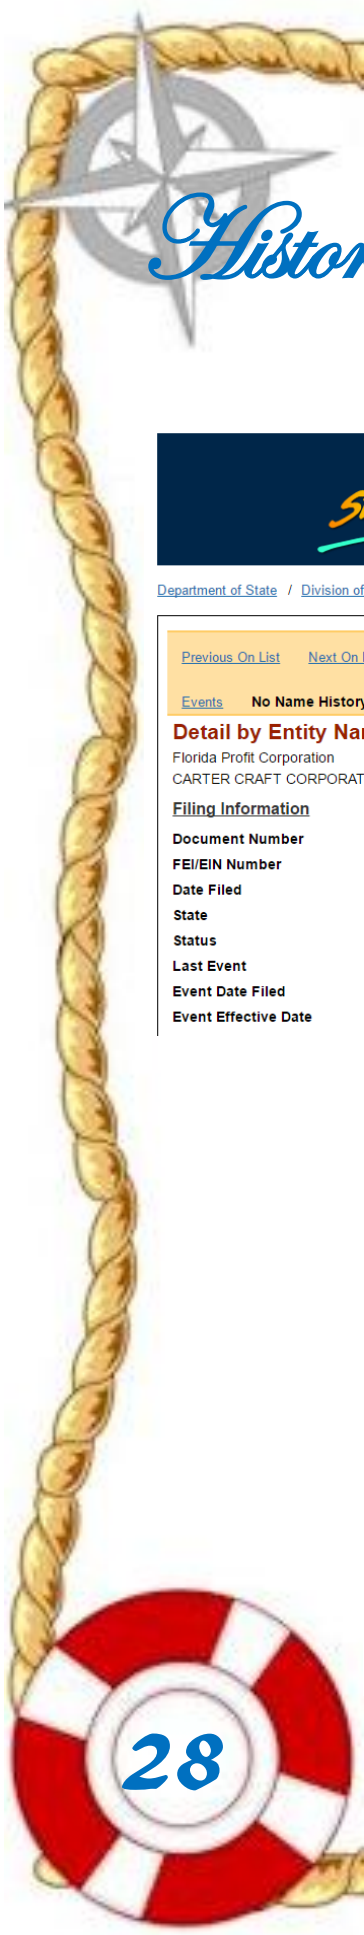 Histor
Department of State / Division of
Previous On List Next On
Events No Name History
Detail by Entity Na
Florida Profit Corporation
CARTER CRAFT CORPORAT
Filing Information
Document Number
FEI/EIN Number
Date Filed
State
Status
Last Event
Event Date Filed
Event Effective Date
28